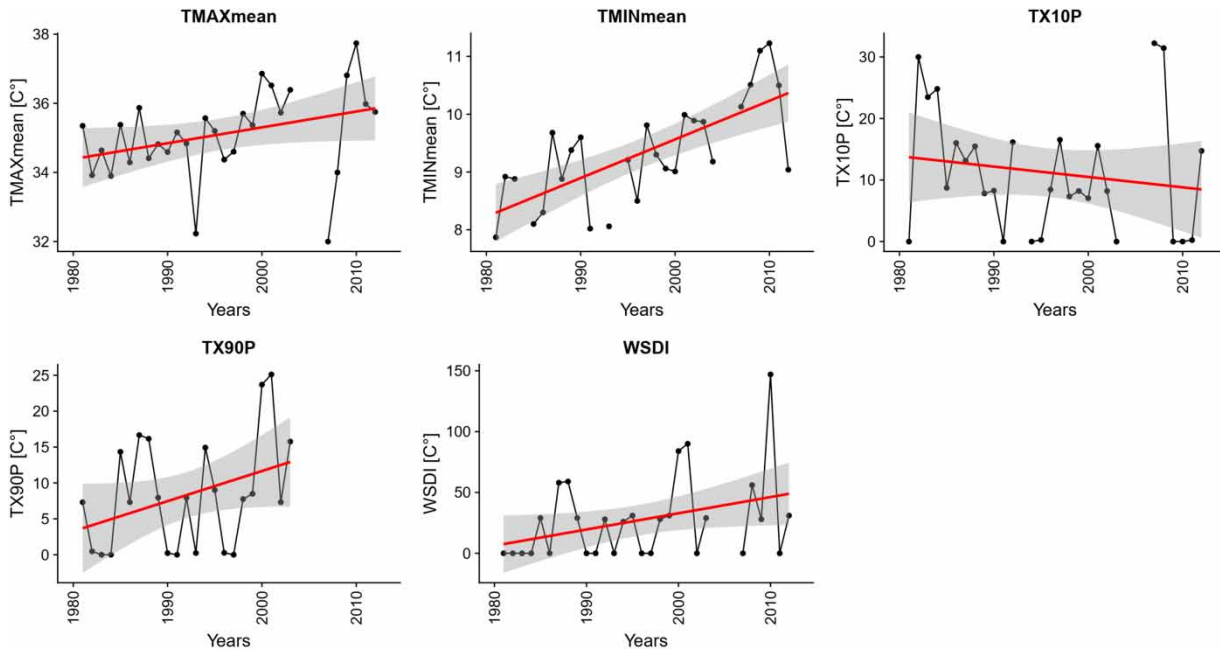 TMAXmean
TMAXmean [C°]
38
36
34
32
1980
1990
2000
2010
Years
TMINmean
TMINmean [C°]
11
10
9
8
1980
1990
2000
2010
Years
TX10P
TX10P [C°]
30
20
10
0
1980
1990
2000
2010
Years
TX90P
TX90P [C°]
25
20
15
10
5
0
1980
1990
2000
2010
Years
WSDI
WSDI [C°]
150
100
50
0
1980
1990
2000
2010
Years